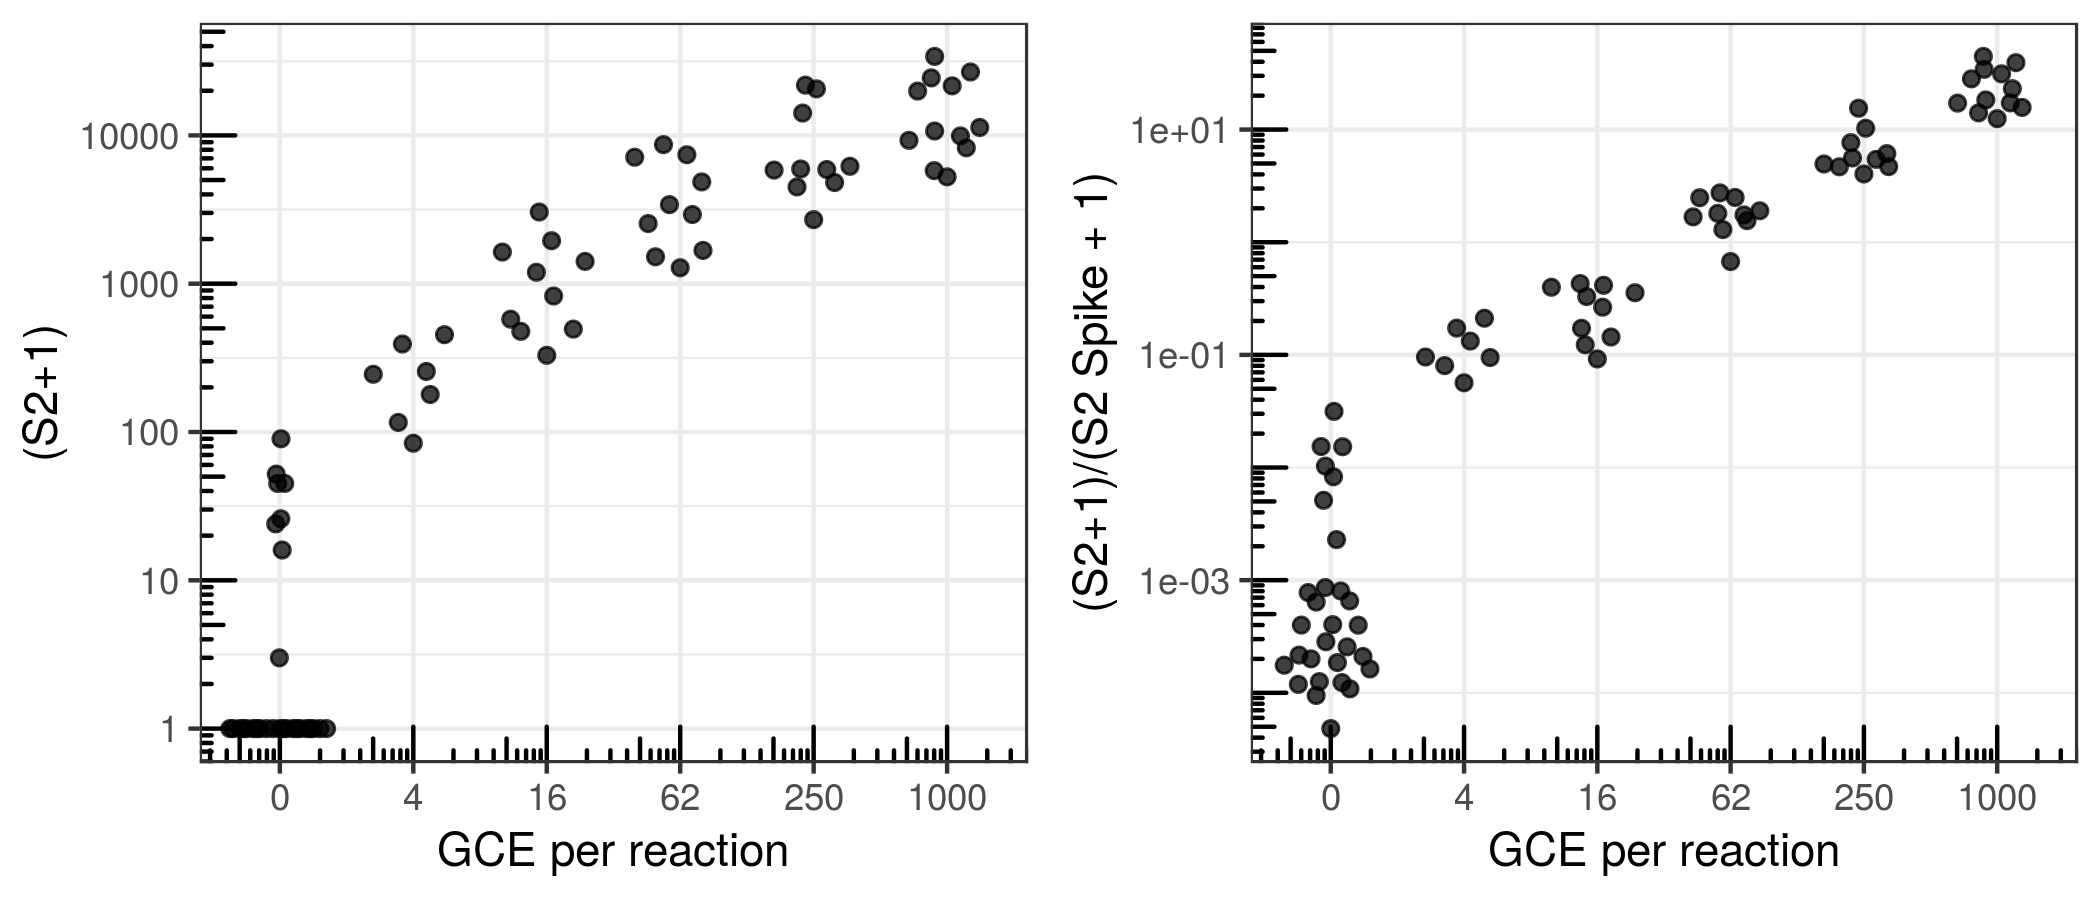 (S2+1)
10000
1000
100
10
1
0 4 16 62 250 1000
GCE per reaction
(S2+1)/(S2 Spike + 1)
1e+01
1e-01
1e-03
0 4 16 62 250 1000
GCE per reaction